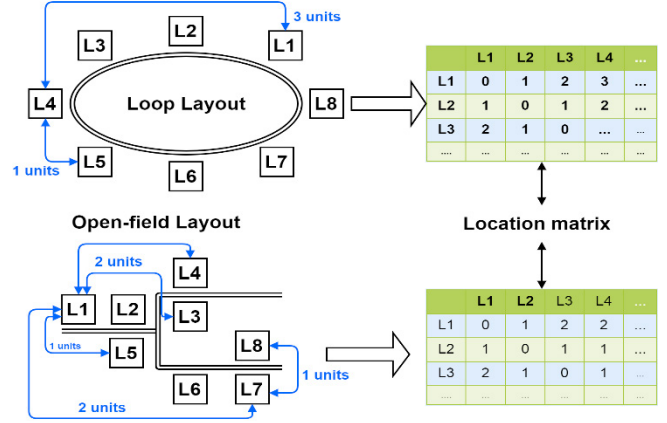 3 units
L2
L3
L1
L1 L2 L3 L4 ...
L1 0 1 2 3 ...
L2 1 0 1 2 ...
L3 2 1 0 ... ...
.... ... ... ... ...
L4
Loop Layout
L8
L5
L7
L6
1 units
Open-field Layout
Location matrix
2 units
L4
L1
L2
L3
L1 L2 L3 L4 ...
L1 0 1 2 2 ...
L2 1 0 1 1 ...
L3 2 1 0 1 ...
.... ... ... ... ...
1 units
L5
L8
1 units
L6
L7
2 units